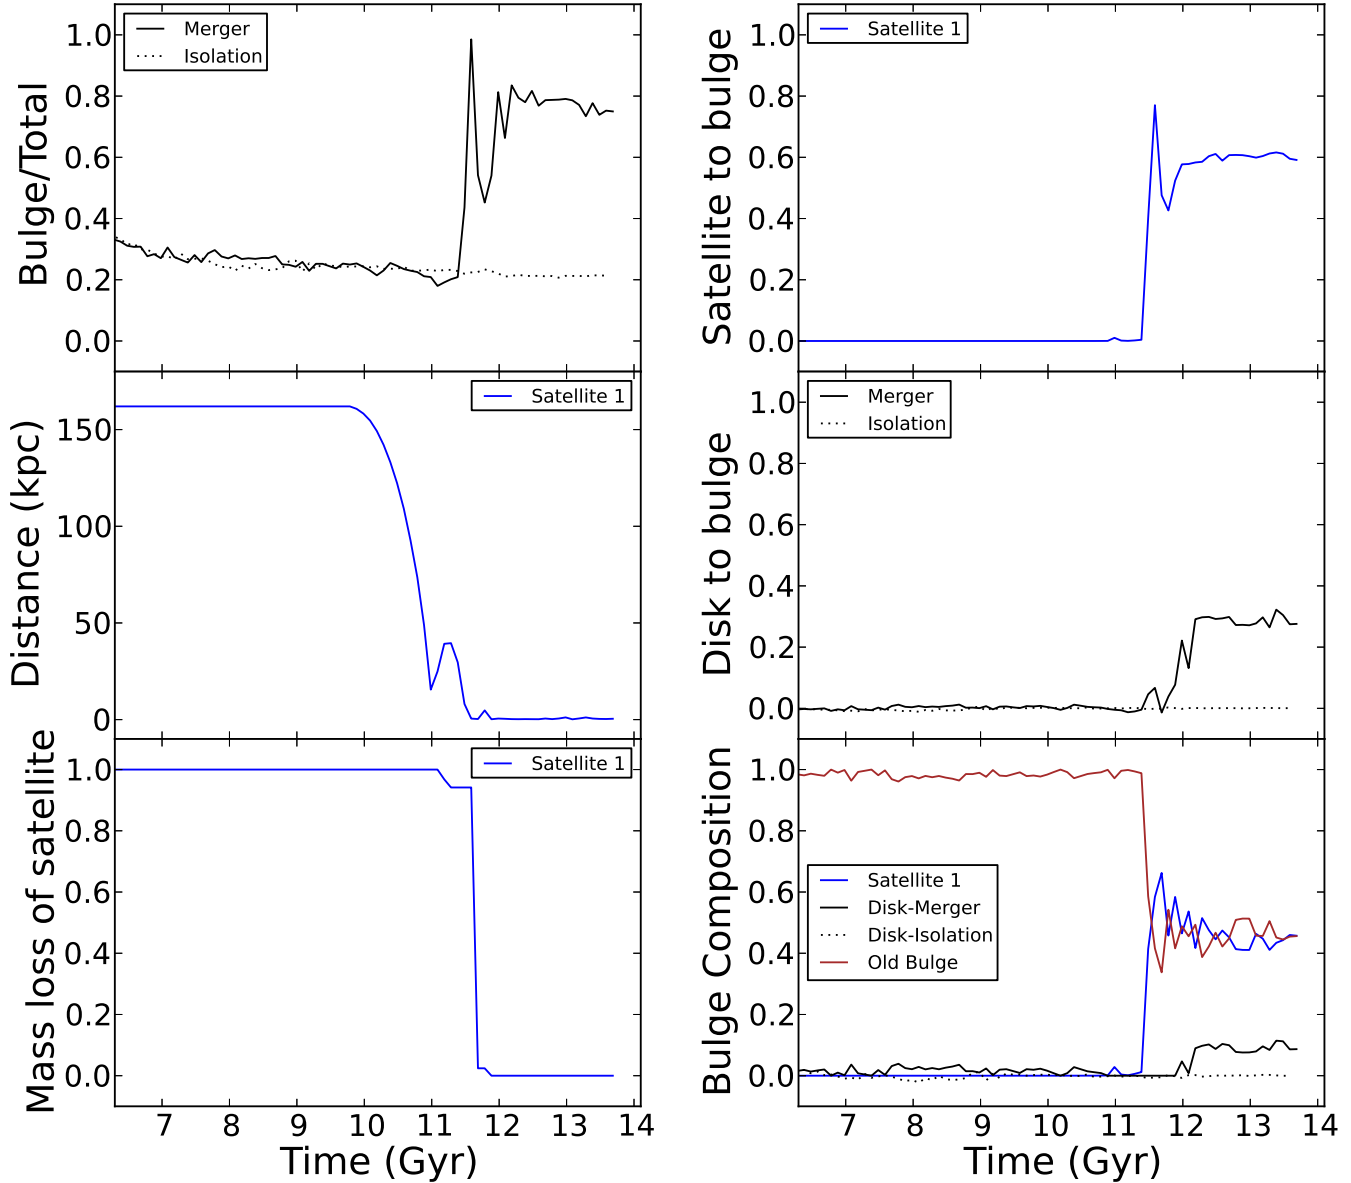 Bulge/Total
1.0
0.8
0.6
0.4
0.2
0.0
Merger
Isolation
Satellite to bulge
1.0
0.8
0.6
0.4
0.2
0.0
Satellite 1
Distance (kpc)
150
100
50
0
Satellite 1
Disk to bulge
1.0
0.8
0.6
0.4
0.2
0.0
Merger
Isolation
Mass loss of satellite
1.0
0.8
0.6
0.4
0.2
0.0
Satellite 1
7 8 9 10 11 12 13 14
Time (Gyr)
Bulge Composition
1.0
0.8
0.6
0.4
0.2
0.0
Satellite 1
Disk-Merger
Disk-Isolation
Old Bulge
7 8 9 10 11 12 13 14
Time (Gyr)